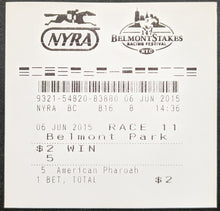 NYRA
BELMONT STAKES
RACING FESTIVAL
9321-54820-83680 06 JUN 2015
NYRA BC B16 8 14:36
06 JUN 2015 RACE 11
Belmont Park
$2 WIN
5
5 American Pharoah
1 BET, TOTAL $2